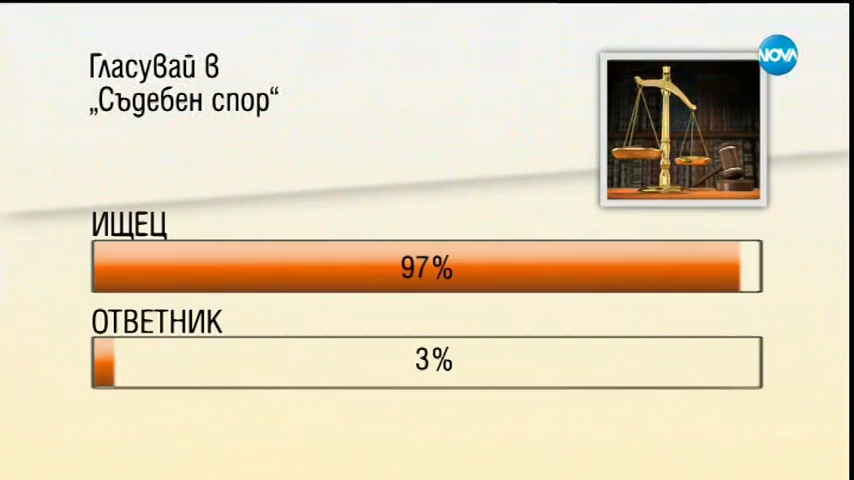 Гласувай в
„Съдебен спор“
NOVA
ИЩЕЦ
97%
ОТВЕТНИК
3%